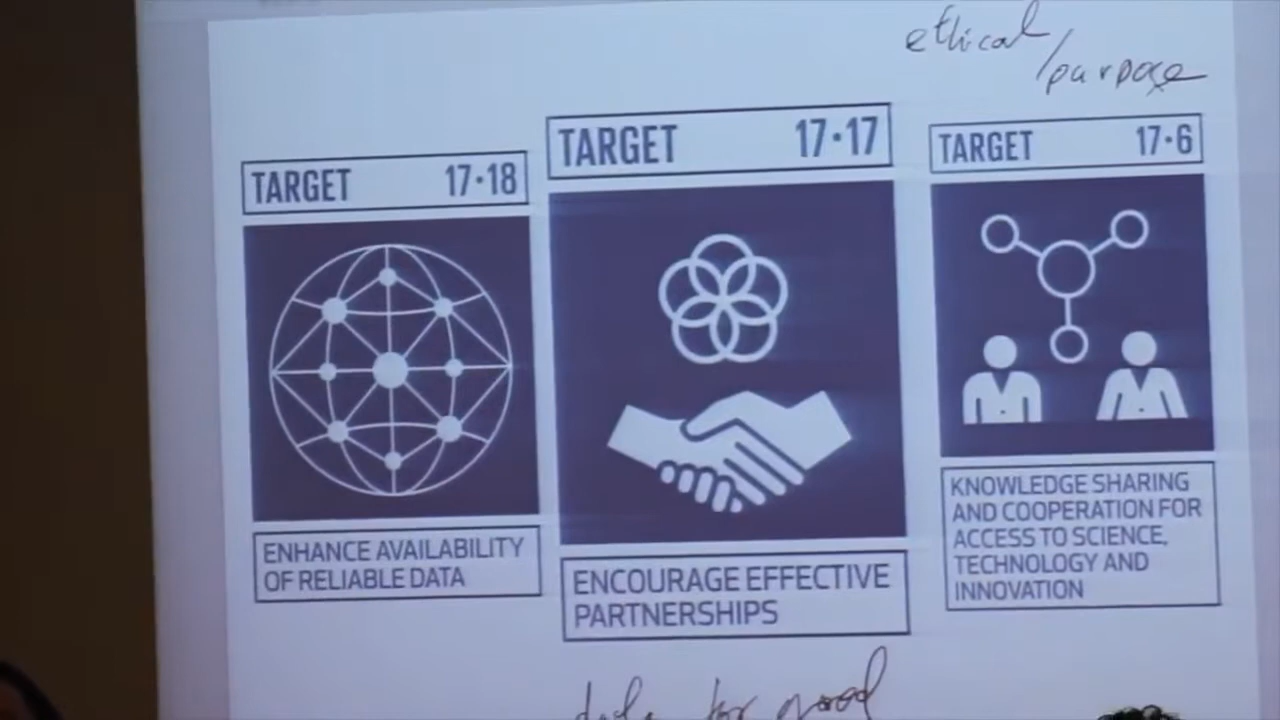 ethical
/purpose
TARGET 17·18
ENHANCE AVAILABILITY
OF RELIABLE DATA
TARGET 17·17
ENCOURAGE EFFECTIVE
PARTNERSHIPS
TARGET 17·6
KNOWLEDGE SHARING
AND COOPERATION FOR
ACCESS TO SCIENCE,
TECHNOLOGY AND
INNOVATION
data for good